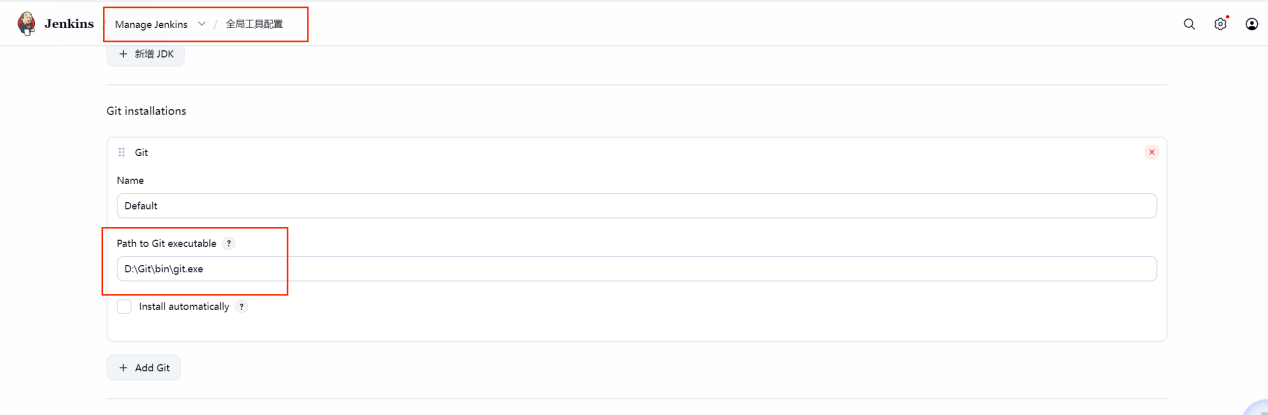 Jenkins / Manage Jenkins / 全局工具配置
+ 新增 JDK
Git installations
Git
Name
Default
Path to Git executable ?
D:\Git\bin\git.exe
Install automatically ?
+ Add Git